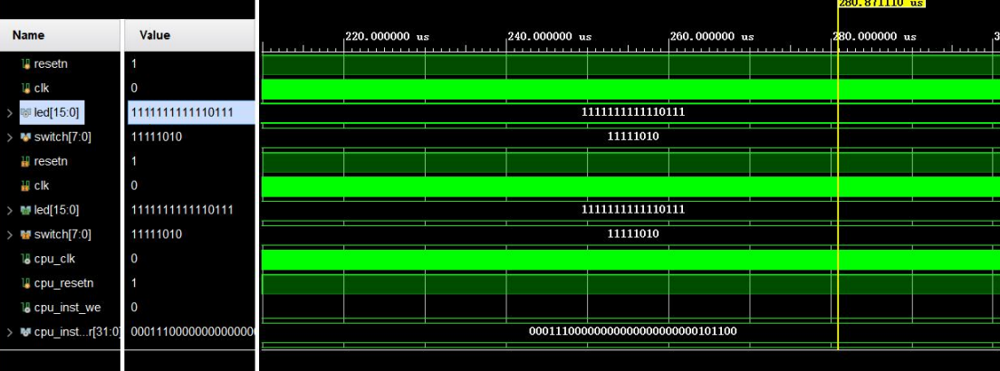 280.871110 us
Name Value
220.000000 us 240.000000 us 260.000000 us 280.000000 us 3
resetn 1
clk 0
led[15:0] 1111111111110111 1111111111110111
switch[7:0] 11111010 11111010
resetn 1
clk 0
led[15:0] 1111111111110111 1111111111110111
switch[7:0] 11111010 11111010
cpu_clk 0
cpu_resetn 1
cpu_inst_we 0
cpu_inst...r[31:0] 00011100000000000000 00011100000000000000000000101100